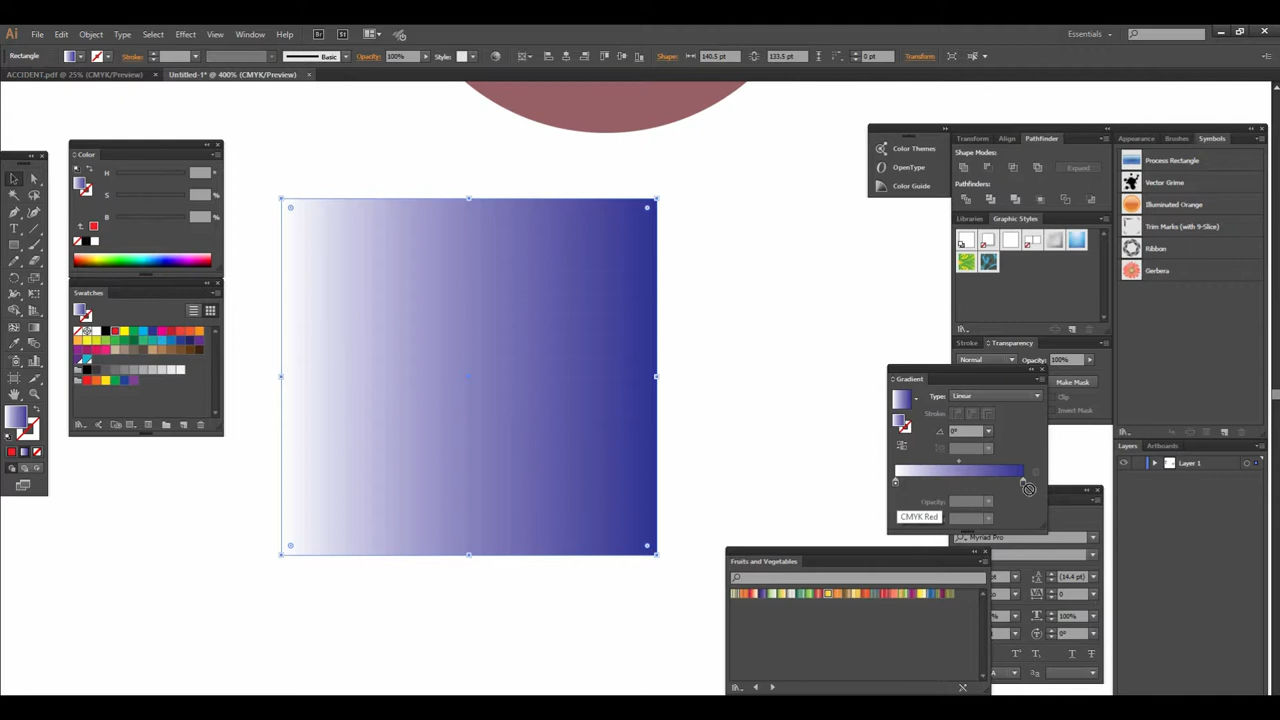 Ai File Edit Object Type Select Effect View Window Help Br St Essentials
Rectangle Stroke: Basic Opacity: 100% Style: Shape: 140.5 pt 133.5 pt 0 pt Transform
ACCIDENT.pdf @ 25% (CMYK/Preview) × Untitled-1* @ 400% (CMYK/Preview) ×
Color
H °
S %
B %
Swatches
Color Themes
OpenType
Color Guide
Transform Align Pathfinder
Shape Modes:
Expand
Pathfinders:
Libraries Graphic Styles
Stroke Transparency
Normal Opacity: 100%
Make Mask
Clip
Invert Mask
Appearance Brushes Symbols
Process Rectangle
Vector Grime
Illuminated Orange
Trim Marks (with 9-Slice)
Ribbon
Gerbera
Layers Artboards
Layer 1
Gradient
Type: Linear
Stroke:
0°
Opacity:
CMYK Red
Myriad Pro
(14.4 pt)
0
100%
0°
Fruits and Vegetables